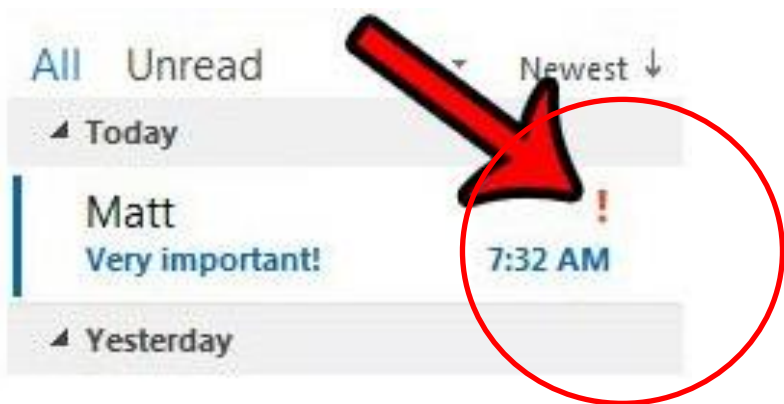 All Unread Newest ↓
Today
Matt !
Very important! 7:32 AM
Yesterday